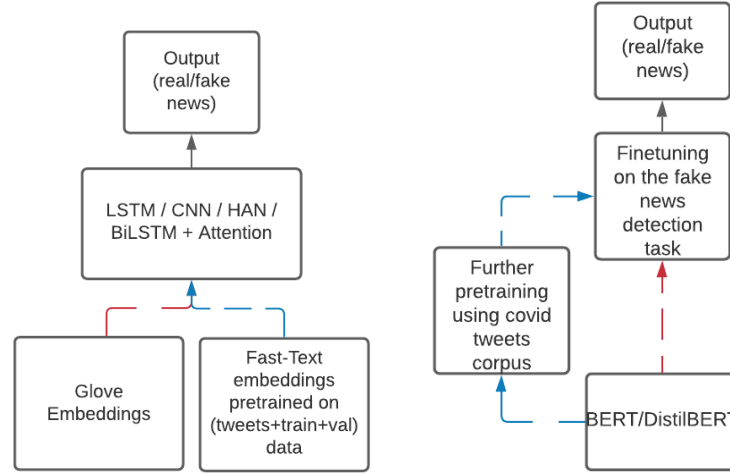 Output
(real/fake
news)
LSTM / CNN / HAN /
BiLSTM + Attention
Glove
Embeddings
Fast-Text
embeddings
pretrained on
(tweets+train+val)
data
Output
(real/fake
news)
Finetuning
on the fake
news
detection
task
Further
pretraining
using covid
tweets
corpus
BERT/DistilBERT